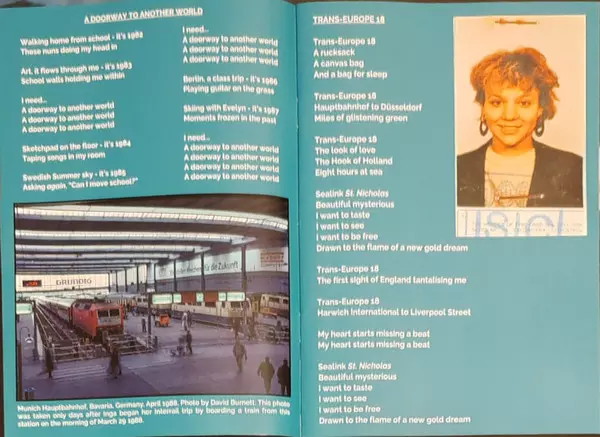 A DOORWAY TO ANOTHER WORLD
Walking home from school - it's 1982
These nuns doing my head in
Art, it flows through me - it's 1983
School walls holding me within
I need...
A doorway to another world
A doorway to another world
A doorway to another world
Sketchpad on the floor - it's 1984
Taping songs in my room
Swedish Summer sky - it's 1985
Asking again, "Can I move school?"
I need...
A doorway to another world
A doorway to another world
A doorway to another world
Berlin, a class trip - it's 1986
Playing guitar on the grass
Skiing with Evelyn - it's 1987
Moments frozen in the past
I need...
A doorway to another world
A doorway to another world
A doorway to another world
A doorway to another world
GRUNDIG
für die Zukunft
Munich Hauptbahnhof, Bavaria, Germany, April 1988. Photo by David Burnett. This photo
was taken only days after Ings began her Interrail trip by boarding a train from this
station on the morning of March 29 1988.
TRANS-EUROPE 18
Trans-Europe 18
A rucksack
A canvas bag
And a bag for sleep
Trans-Europe 18
Hauptbahnhof to Düsseldorf
Miles of glistening green
Trans-Europe 18
The look of love
The Hook of Holland
Eight hours at sea
Sealink St. Nicholas
Beautiful mysterious
I want to taste
I want to see
I want to be free
Drawn to the flame of a new gold dream
Trans-Europe 18
The first sight of England tantalising me
Trans-Europe 18
Harwich International to Liverpool Street
My heart starts missing a beat
My heart starts missing a beat
Sealink St. Nicholas
Beautiful mysterious
I want to taste
I want to see
I want to be free
Drawn to the flame of a new gold dream